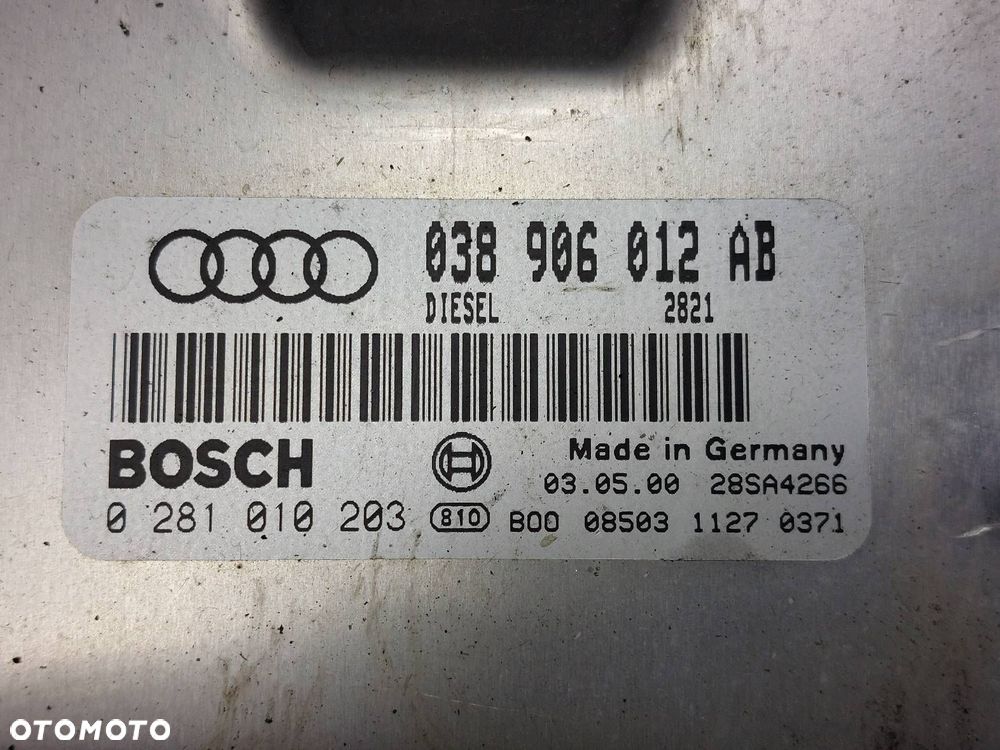 038 906 012 AB
DIESEL 2821
BOSCH
Made in Germany
03.05.00 28SA4266
0 281 010 203 810 B00 08503 1127 0371
OTOMOTO